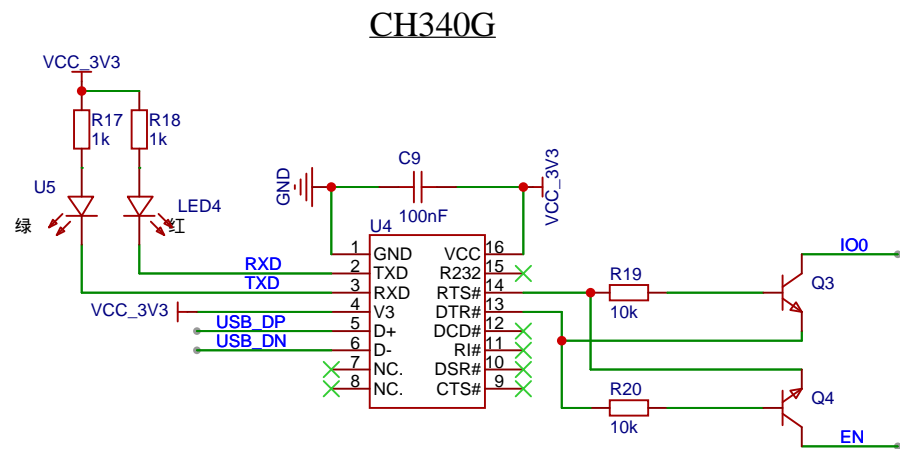 CH340G
VCC_3V3
R17
1k
R18
1k
U5
绿
LED4
红
GND
C9
100nF
VCC_3V3
U4
1 GND
2 TXD
3 RXD
4 V3
5 D+
6 D-
7 NC.
8 NC.
VCC 16
R232 15
RTS# 14
DTR# 13
DCD# 12
RI# 11
DSR# 10
CTS# 9
RXD
TXD
VCC_3V3
USB_DP
USB_DN
R19
10k
IO0
Q3
R20
10k
Q4
EN